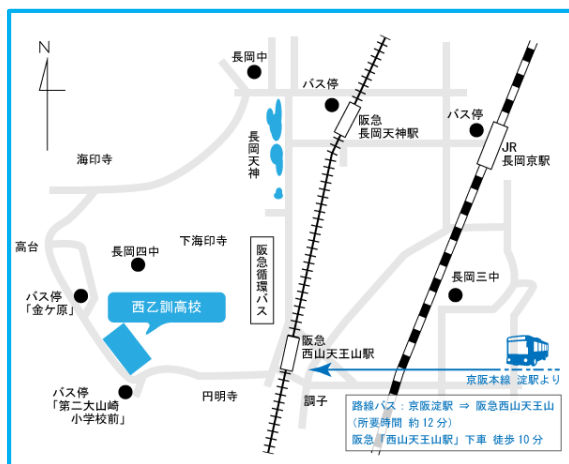 N
長岡中
バス停
阪急
長岡天神駅
バス停
JR
長岡京駅
長岡天神
海印寺
高台
長岡四中
下海印寺
阪急循環バス
長岡三中
バス停
「金ケ原」
西乙訓高校
阪急
西山天王山駅
京阪本線 淀駅より
バス停
「第二大山崎
小学校前」
円明寺
調子
路線バス：京阪淀駅 ⇒ 阪急西山天王山
（所要時間 約12分）
阪急「西山天王山駅」下車 徒歩10分